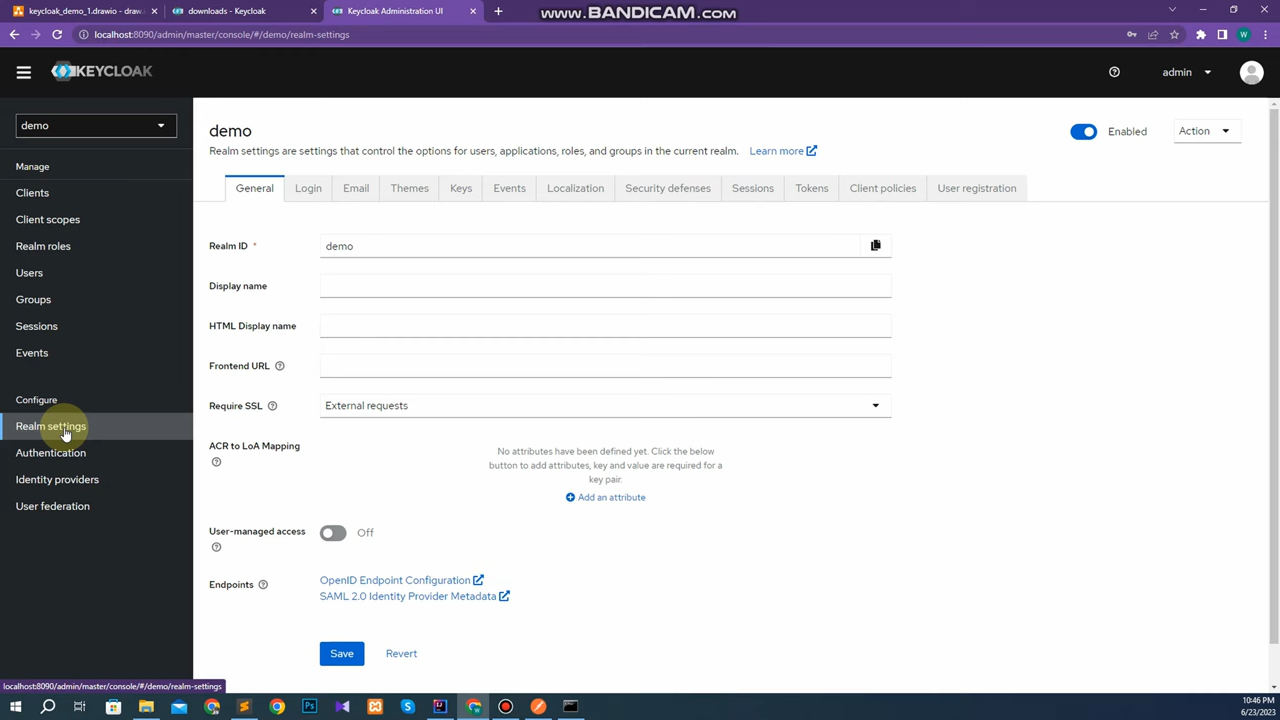 keycloak_demo_1.drawio - draw.
downloads - Keycloak
Keycloak Administration UI
www.BANDICAM.com
localhost:8090/admin/master/console/#/demo/realm-settings
W
KEYCLOAK
admin
demo
Manage
Clients
Client scopes
Realm roles
Users
Groups
Sessions
Events
Configure
Realm settings
Authentication
Identity providers
User federation
demo
Enabled
Action
Realm settings are settings that control the options for users, applications, roles, and groups in the current realm. Learn more
General Login Email Themes Keys Events Localization Security defenses Sessions Tokens Client policies User registration
Realm ID * demo
Display name
HTML Display name
Frontend URL
Require SSL External requests
ACR to LoA Mapping
No attributes have been defined yet. Click the below
button to add attributes, key and value are required for a
key pair.
Add an attribute
User-managed access Off
Endpoints OpenID Endpoint Configuration
SAML 2.0 Identity Provider Metadata
Save Revert
localhost:8090/admin/master/console/#/demo/realm-settings
10:46 PM
6/23/2023